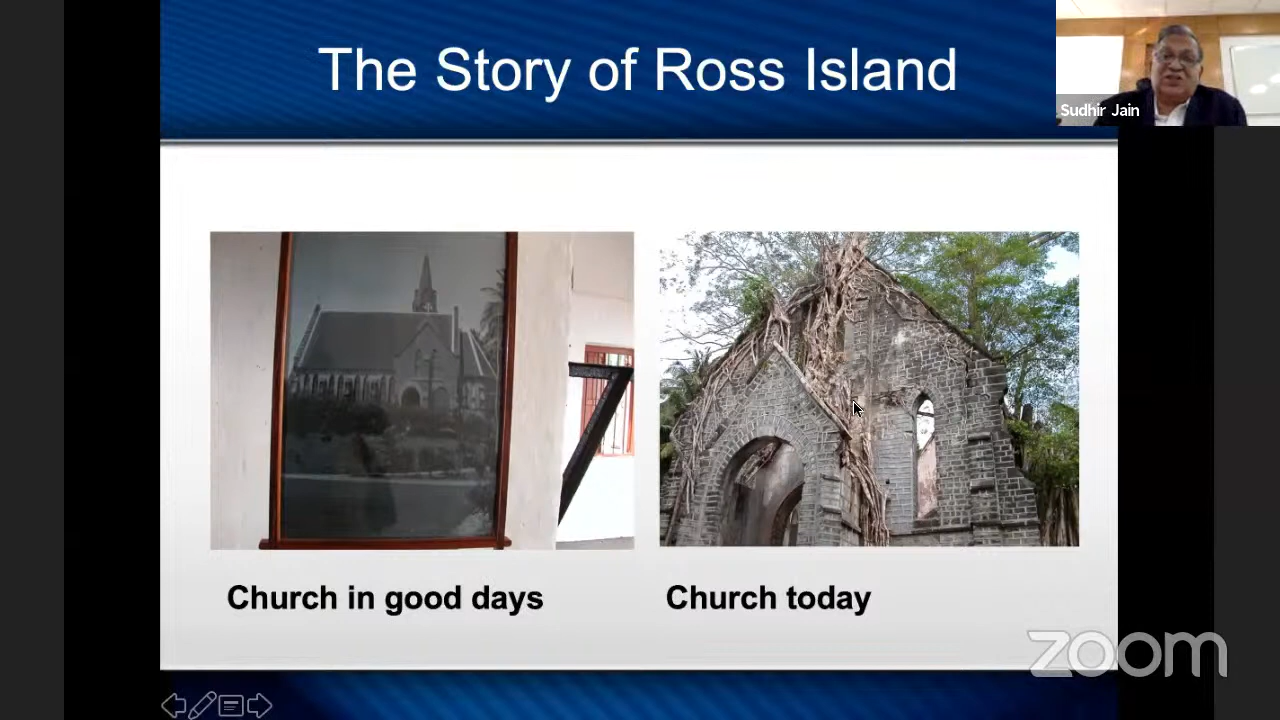 The Story of Ross Island
Sudhir Jain
Church in good days
Church today
zoom